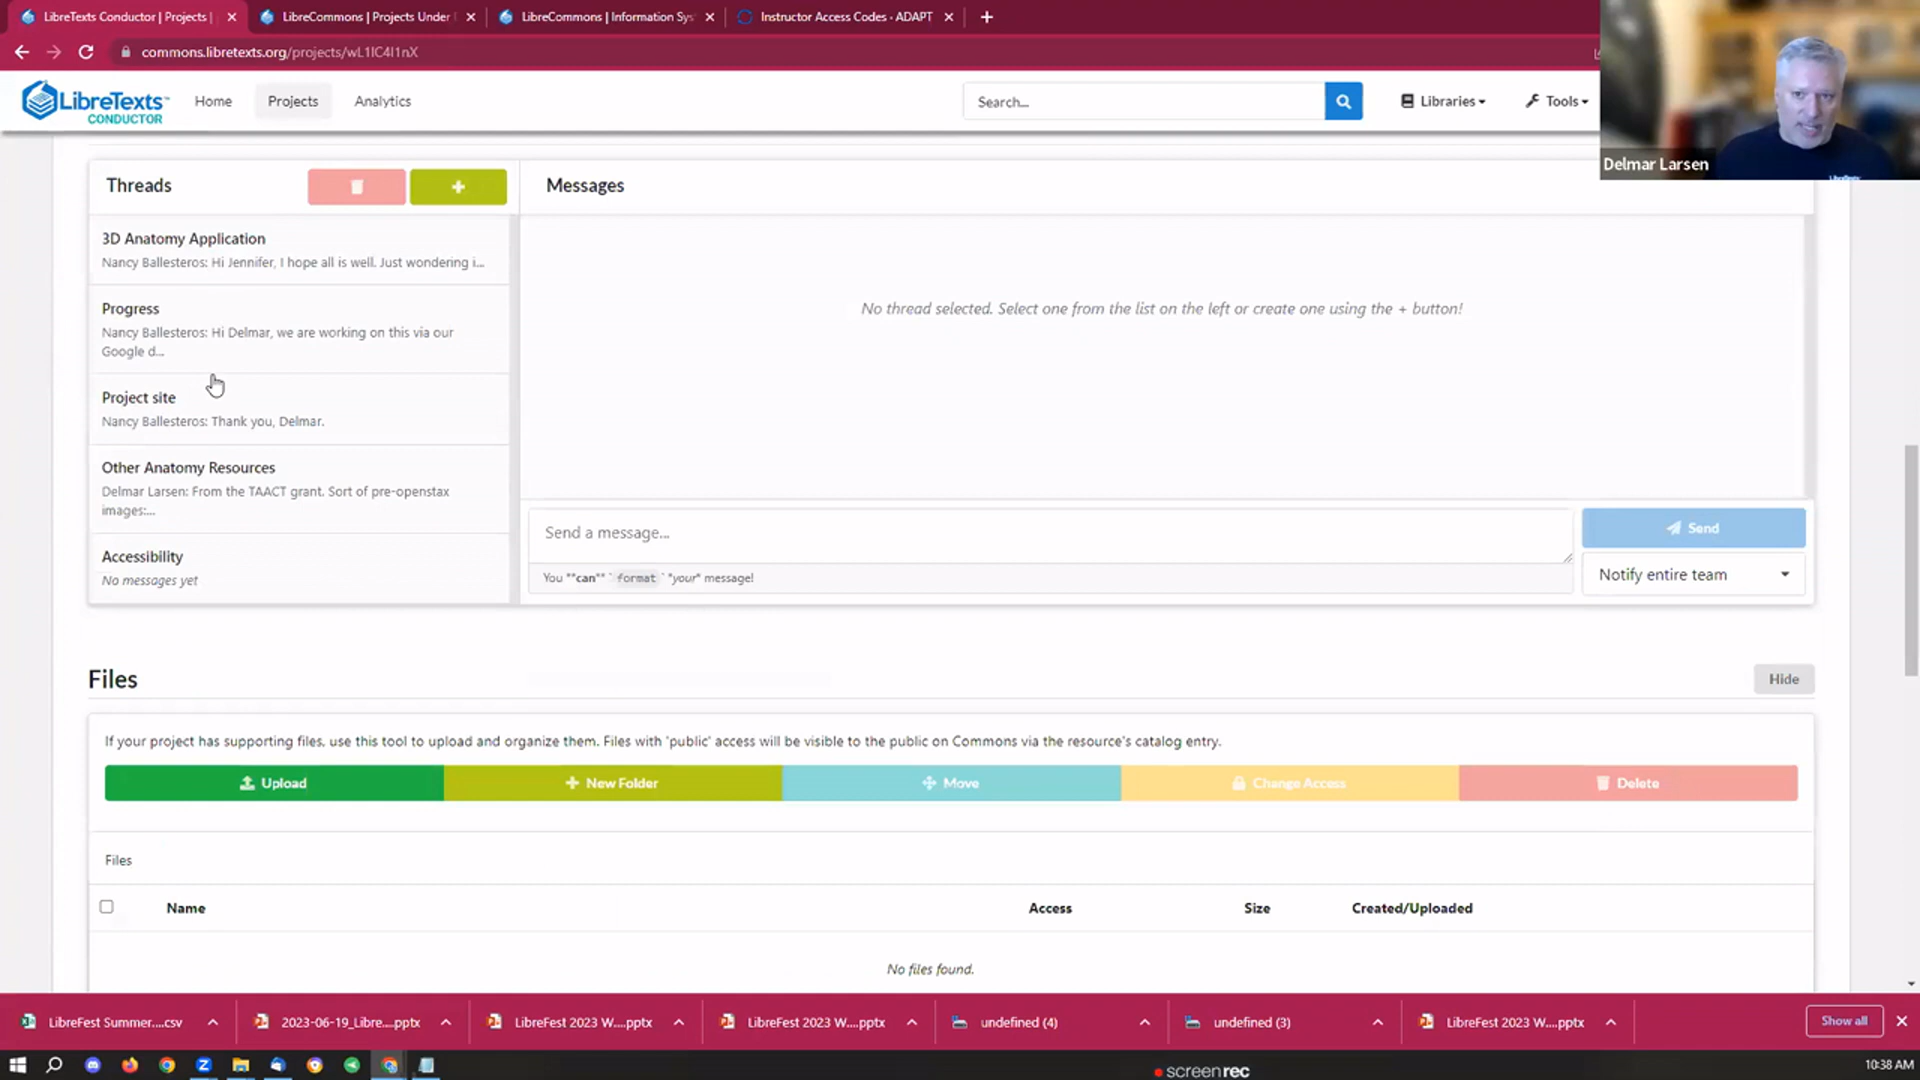 LibreTexts Conductor | Projects |
LibreCommons | Projects Under
LibreCommons | Information Sys
Instructor Access Codes - ADAPT
commons.libretexts.org/projects/wL1IC4I1nX
LibreTexts™
CONDUCTOR
Home
Projects
Analytics
Search...
Libraries
Tools
Delmar Larsen
Threads
Messages
3D Anatomy Application
Nancy Ballesteros: Hi Jennifer, I hope all is well. Just wondering i...
Progress
Nancy Ballesteros: Hi Delmar, we are working on this via our
Google d...
Project site
Nancy Ballesteros: Thank you, Delmar.
Other Anatomy Resources
Delmar Larsen: From the TAACT grant. Sort of pre-openstax
images:...
Accessibility
No messages yet
No thread selected. Select one from the list on the left or create one using the + button!
Send a message...
Send
You **can** `format` *your* message!
Notify entire team
Files
Hide
If your project has supporting files, use this tool to upload and organize them. Files with 'public' access will be visible to the public on Commons via the resource's catalog entry.
Upload
+ New Folder
Move
Change Access
Delete
Files
Name
Access
Size
Created/Uploaded
No files found.
LibreFest Summer....csv
2023-06-19_Libre....pptx
LibreFest 2023 W....pptx
LibreFest 2023 W....pptx
undefined (4)
undefined (3)
LibreFest 2023 W....pptx
Show all
screenrec
10:38 AM